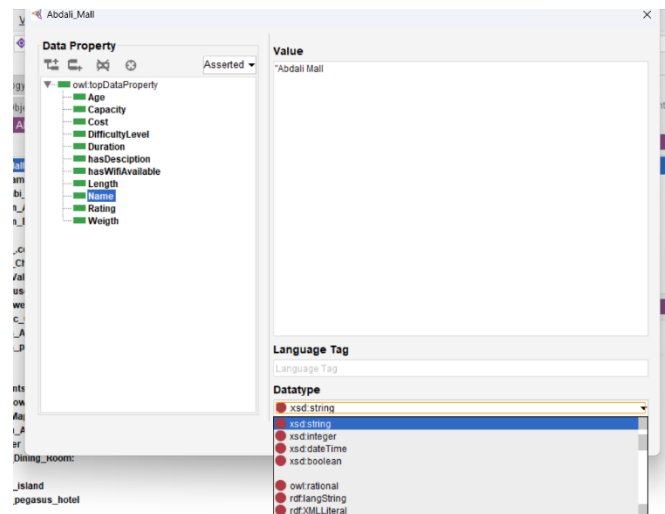 Abdali_Mall
Data Property
Asserted
owl:topDataProperty
Age
Capacity
Cost
DifficultyLevel
Duration
hasDesciption
hasWifiAvailable
Length
Name
Rating
Weigth
Value
"Abdali Mall
Language Tag
Language Tag
Datatype
xsd:string
xsd:string
xsd:integer
xsd:dateTime
xsd:boolean
owl:rational
rdf:langString
rdf:XMLLiteral
_Dining_Room:
_island
_pegasus_hotel